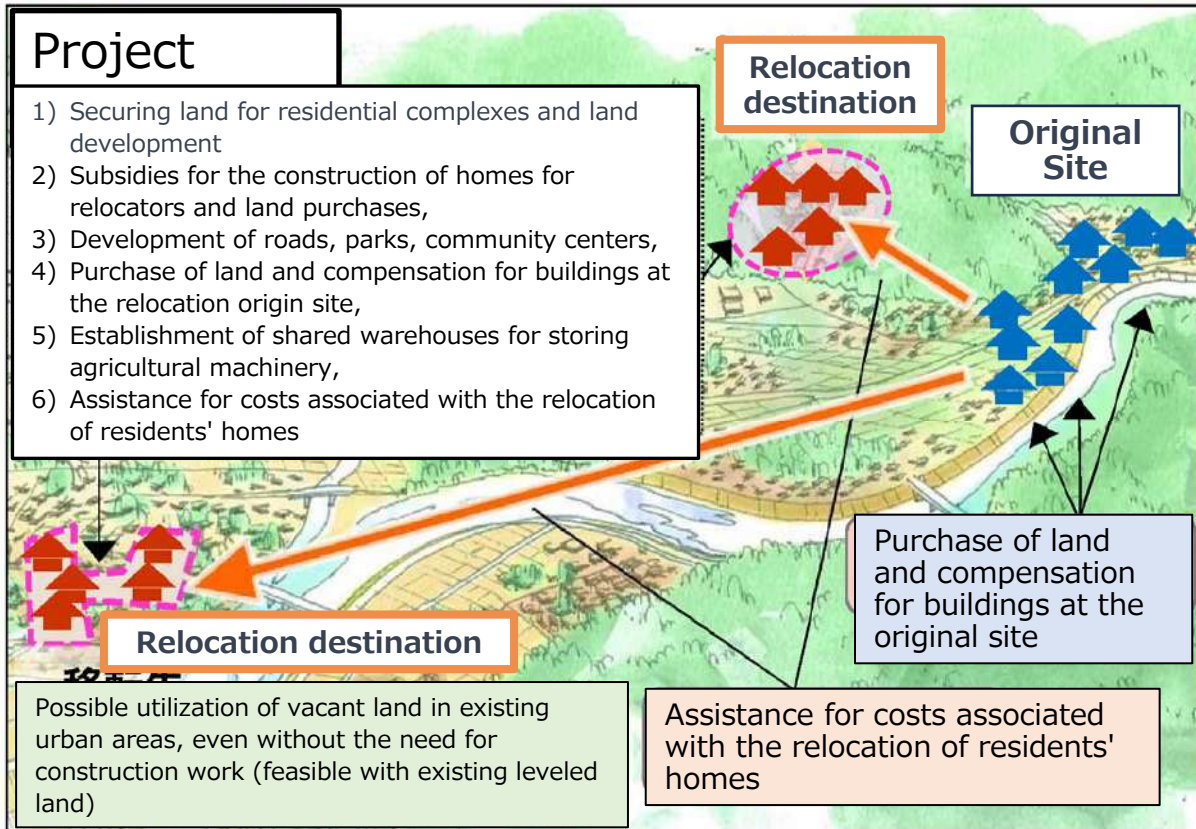 Project
1) Securing land for residential complexes and land
development
2) Subsidies for the construction of homes for
relocators and land purchases,
3) Development of roads, parks, community centers,
4) Purchase of land and compensation for buildings at
the relocation origin site,
5) Establishment of shared warehouses for storing
agricultural machinery,
6) Assistance for costs associated with the relocation
of residents' homes
Relocation
destination
Original
Site
Purchase of land
and compensation
for buildings at the
original site
Relocation destination
Possible utilization of vacant land in existing
urban areas, even without the need for
construction work (feasible with existing leveled
land)
Assistance for costs associated
with the relocation of residents'
homes